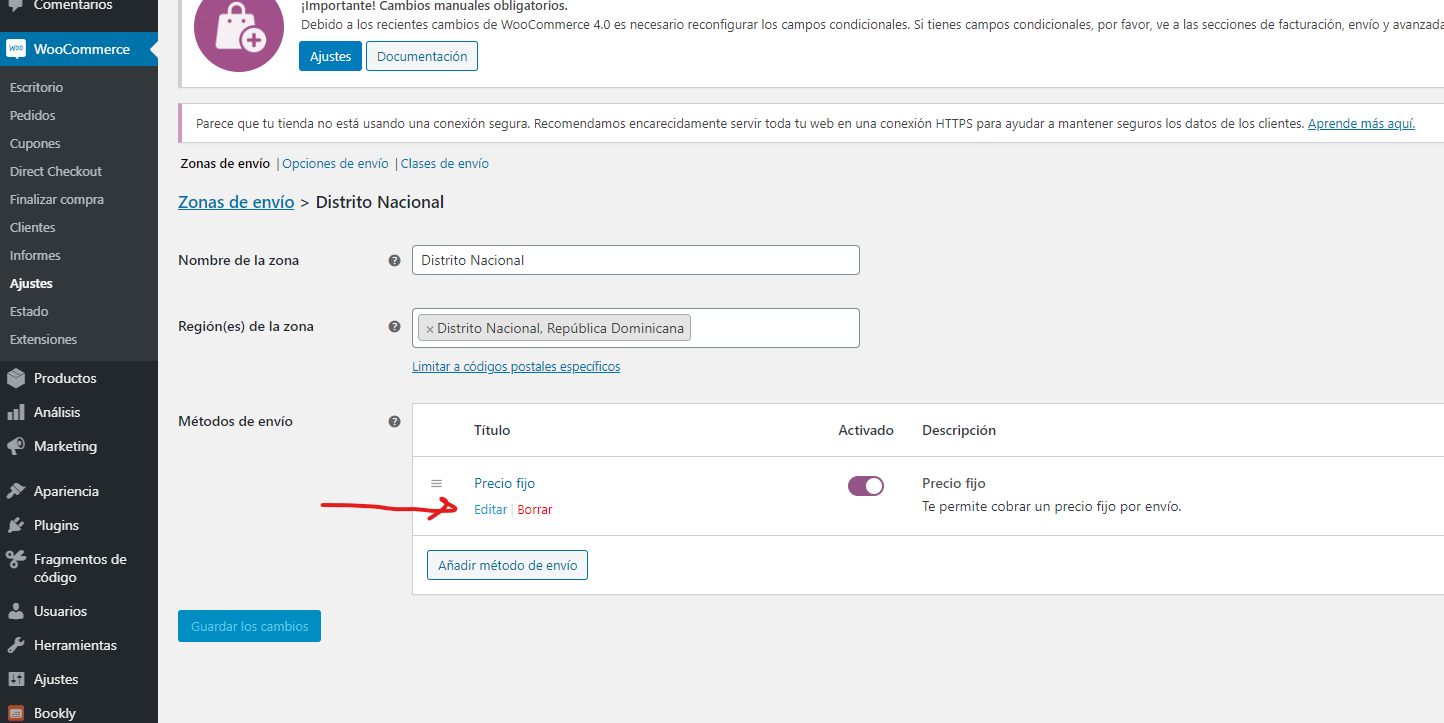 Comentarios
WooCommerce
Escritorio
Pedidos
Cupones
Direct Checkout
Finalizar compra
Clientes
Informes
Ajustes
Estado
Extensiones
Productos
Análisis
Marketing
Apariencia
Plugins
Fragmentos de
código
Usuarios
Herramientas
Ajustes
Bookly
¡Importante! Cambios manuales obligatorios.
Debido a los recientes cambios de WooCommerce 4.0 es necesario reconfigurar los campos condicionales. Si tienes campos condicionales, por favor, ve a las secciones de facturación, envío y avanzada
Ajustes Documentación
Parece que tu tienda no está usando una conexión segura. Recomendamos encarecidamente servir toda tu web en una conexión HTTPS para ayudar a mantener seguros los datos de los clientes. Aprende más aquí.
Zonas de envío | Opciones de envío | Clases de envío
Zonas de envío > Distrito Nacional
Nombre de la zona ? Distrito Nacional
Región(es) de la zona ? × Distrito Nacional, República Dominicana
Limitar a códigos postales específicos
Métodos de envío ?
Título Activado Descripción
Precio fijo Precio fijo
Editar | Borrar Te permite cobrar un precio fijo por envío.
Añadir método de envío
Guardar los cambios